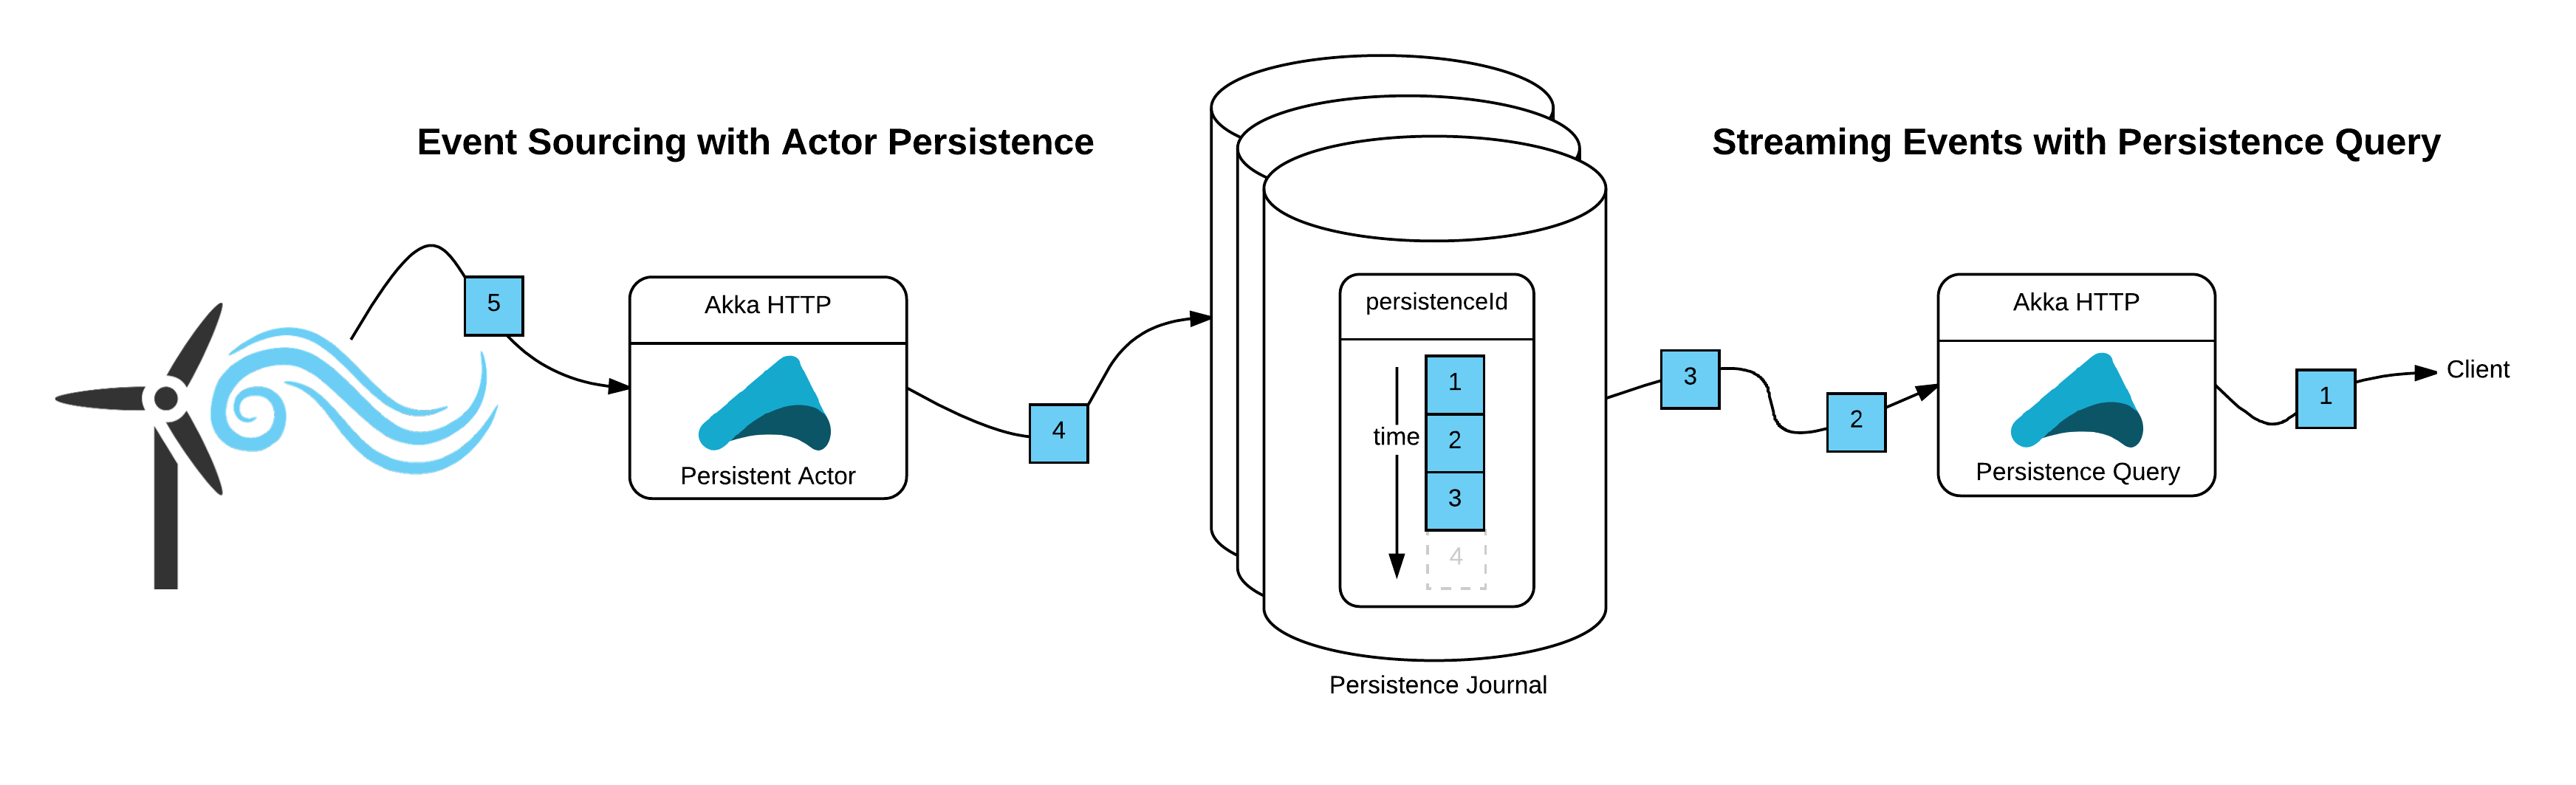 Event Sourcing with Actor Persistence
Streaming Events with Persistence Query
5
Akka HTTP
Persistent Actor
4
persistenceId
time
1
2
3
4
Persistence Journal
3
2
Akka HTTP
Persistence Query
1
Client